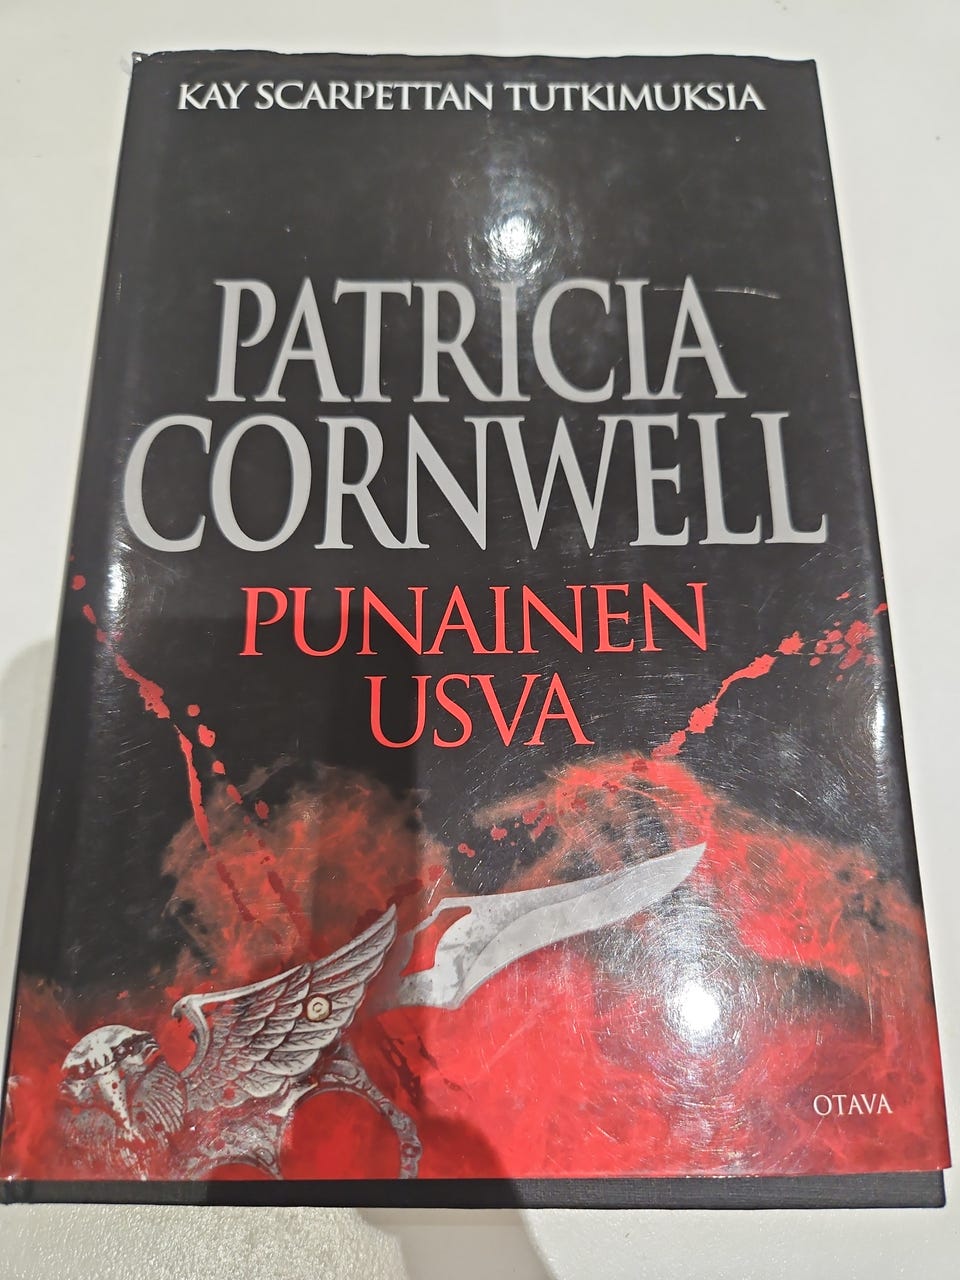 KAY SCARPETTAN TUTKIMUKSIA
PATRICIA
CORNWELL
PUNAINEN
USVA
OTAVA